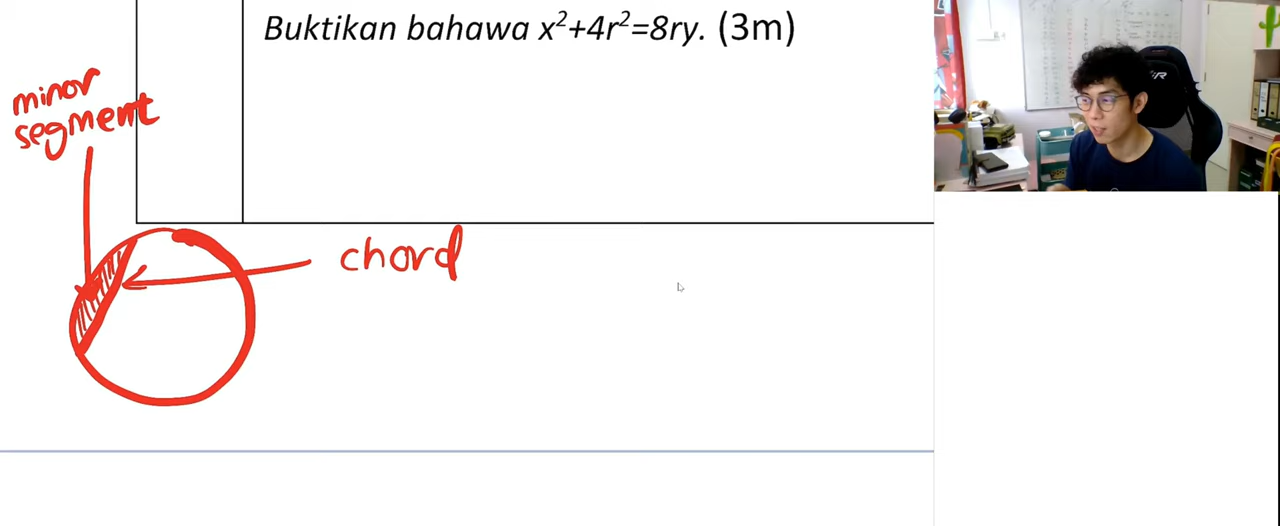 Buktikan bahawa x²+4r²=8ry. (3m)
minor
segment
chord